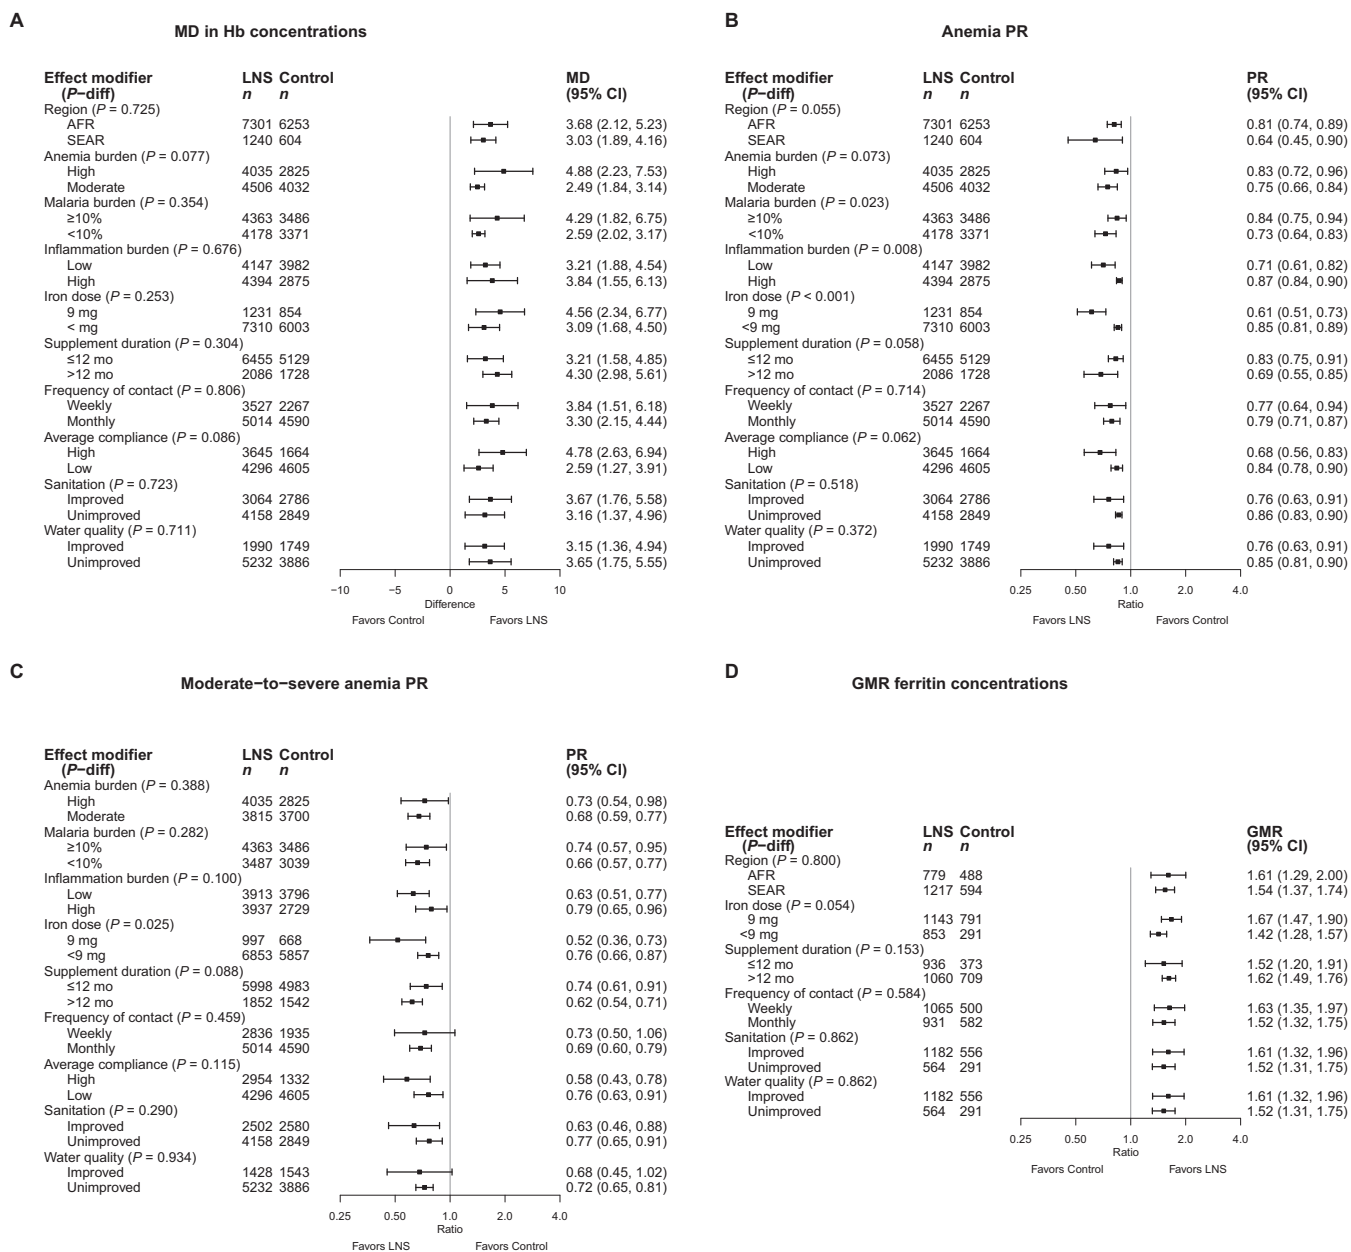 A
MD in Hb concentrations
Effect modifier LNS Control MD
(P−diff) n n (95% CI)
Region (P = 0.725)
AFR 7301 6253 3.68 (2.12, 5.23)
SEAR 1240 604 3.03 (1.89, 4.16)
Anemia burden (P = 0.077)
High 4035 2825 4.88 (2.23, 7.53)
Moderate 4506 4032 2.49 (1.84, 3.14)
Malaria burden (P = 0.354)
≥10% 4363 3486 4.29 (1.82, 6.75)
<10% 4178 3371 2.59 (2.02, 3.17)
Inflammation burden (P = 0.676)
Low 4147 3982 3.21 (1.88, 4.54)
High 4394 2875 3.84 (1.55, 6.13)
Iron dose (P = 0.253)
9 mg 1231 854 4.56 (2.34, 6.77)
< mg 7310 6003 3.09 (1.68, 4.50)
Supplement duration (P = 0.304)
≤12 mo 6455 5129 3.21 (1.58, 4.85)
>12 mo 2086 1728 4.30 (2.98, 5.61)
Frequency of contact (P = 0.806)
Weekly 3527 2267 3.84 (1.51, 6.18)
Monthly 5014 4590 3.30 (2.15, 4.44)
Average compliance (P = 0.086)
High 3645 1664 4.78 (2.63, 6.94)
Low 4296 4605 2.59 (1.27, 3.91)
Sanitation (P = 0.723)
Improved 3064 2786 3.67 (1.76, 5.58)
Unimproved 4158 2849 3.16 (1.37, 4.96)
Water quality (P = 0.711)
Improved 1990 1749 3.15 (1.36, 4.94)
Unimproved 5232 3886 3.65 (1.75, 5.55)
−10 −5 0 5 10
Difference
Favors Control Favors LNS
B
Anemia PR
Effect modifier LNS Control PR
(P−diff) n n (95% CI)
Region (P = 0.055)
AFR 7301 6253 0.81 (0.74, 0.89)
SEAR 1240 604 0.64 (0.45, 0.90)
Anemia burden (P = 0.073)
High 4035 2825 0.83 (0.72, 0.96)
Moderate 4506 4032 0.75 (0.66, 0.84)
Malaria burden (P = 0.023)
≥10% 4363 3486 0.84 (0.75, 0.94)
<10% 4178 3371 0.73 (0.64, 0.83)
Inflammation burden (P = 0.008)
Low 4147 3982 0.71 (0.61, 0.82)
High 4394 2875 0.87 (0.84, 0.90)
Iron dose (P < 0.001)
9 mg 1231 854 0.61 (0.51, 0.73)
<9 mg 7310 6003 0.85 (0.81, 0.89)
Supplement duration (P = 0.058)
≤12 mo 6455 5129 0.83 (0.75, 0.91)
>12 mo 2086 1728 0.69 (0.55, 0.85)
Frequency of contact (P = 0.714)
Weekly 3527 2267 0.77 (0.64, 0.94)
Monthly 5014 4590 0.79 (0.71, 0.87)
Average compliance (P = 0.062)
High 3645 1664 0.68 (0.56, 0.83)
Low 4296 4605 0.84 (0.78, 0.90)
Sanitation (P = 0.518)
Improved 3064 2786 0.76 (0.63, 0.91)
Unimproved 4158 2849 0.86 (0.83, 0.90)
Water quality (P = 0.372)
Improved 1990 1749 0.76 (0.63, 0.91)
Unimproved 5232 3886 0.85 (0.81, 0.90)
0.25 0.50 1.0 2.0 4.0
Ratio
Favors LNS Favors Control
C
Moderate−to−severe anemia PR
Effect modifier LNS Control PR
(P−diff) n n (95% CI)
Anemia burden (P = 0.388)
High 4035 2825 0.73 (0.54, 0.98)
Moderate 3815 3700 0.68 (0.59, 0.77)
Malaria burden (P = 0.282)
≥10% 4363 3486 0.74 (0.57, 0.95)
<10% 3487 3039 0.66 (0.57, 0.77)
Inflammation burden (P = 0.100)
Low 3913 3796 0.63 (0.51, 0.77)
High 3937 2729 0.79 (0.65, 0.96)
Iron dose (P = 0.025)
9 mg 997 668 0.52 (0.36, 0.73)
<9 mg 6853 5857 0.76 (0.66, 0.87)
Supplement duration (P = 0.088)
≤12 mo 5998 4983 0.74 (0.61, 0.91)
>12 mo 1852 1542 0.62 (0.54, 0.71)
Frequency of contact (P = 0.459)
Weekly 2836 1935 0.73 (0.50, 1.06)
Monthly 5014 4590 0.69 (0.60, 0.79)
Average compliance (P = 0.115)
High 2954 1332 0.58 (0.43, 0.78)
Low 4296 4605 0.76 (0.63, 0.91)
Sanitation (P = 0.290)
Improved 2502 2580 0.63 (0.46, 0.88)
Unimproved 4158 2849 0.77 (0.65, 0.91)
Water quality (P = 0.934)
Improved 1428 1543 0.68 (0.45, 1.02)
Unimproved 5232 3886 0.72 (0.65, 0.81)
0.25 0.50 1.0 2.0 4.0
Ratio
Favors LNS Favors Control
D
GMR ferritin concentrations
Effect modifier LNS Control GMR
(P−diff) n n (95% CI)
Region (P = 0.800)
AFR 779 488 1.61 (1.29, 2.00)
SEAR 1217 594 1.54 (1.37, 1.74)
Iron dose (P = 0.054)
9 mg 1143 791 1.67 (1.47, 1.90)
<9 mg 853 291 1.42 (1.28, 1.57)
Supplement duration (P = 0.153)
≤12 mo 936 373 1.52 (1.20, 1.91)
>12 mo 1060 709 1.62 (1.49, 1.76)
Frequency of contact (P = 0.584)
Weekly 1065 500 1.63 (1.35, 1.97)
Monthly 931 582 1.52 (1.32, 1.75)
Sanitation (P = 0.862)
Improved 1182 556 1.61 (1.32, 1.96)
Unimproved 564 291 1.52 (1.31, 1.75)
Water quality (P = 0.862)
Improved 1182 556 1.61 (1.32, 1.96)
Unimproved 564 291 1.52 (1.31, 1.75)
0.25 0.50 1.0 2.0 4.0
Ratio
Favors Control Favors LNS